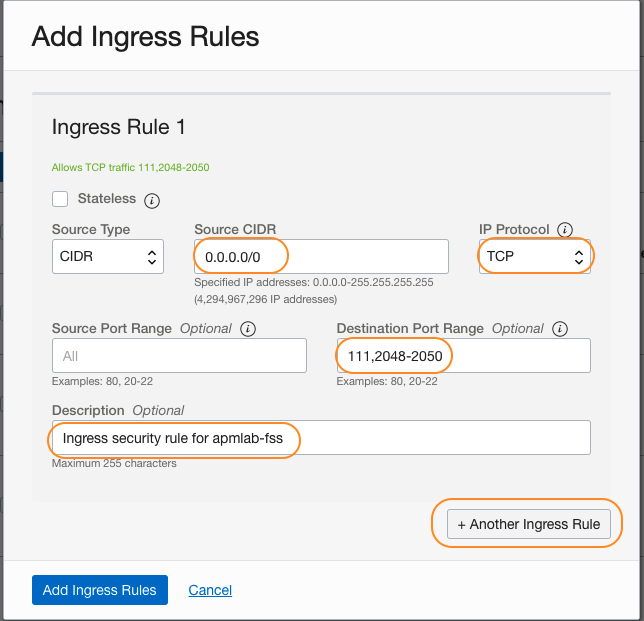 Add Ingress Rules
Ingress Rule 1
Allows TCP traffic 111,2048-2050
Stateless
Source Type
Source CIDR
IP Protocol
CIDR
0.0.0.0/0
TCP
Specified IP addresses: 0.0.0.0-255.255.255.255
(4,294,967,296 IP addresses)
Source Port Range Optional
Destination Port Range Optional
All
111,2048-2050
Examples: 80, 20-22
Examples: 80, 20-22
Description Optional
Ingress security rule for apmlab-fss
Maximum 255 characters
+ Another Ingress Rule
Add Ingress Rules
Cancel